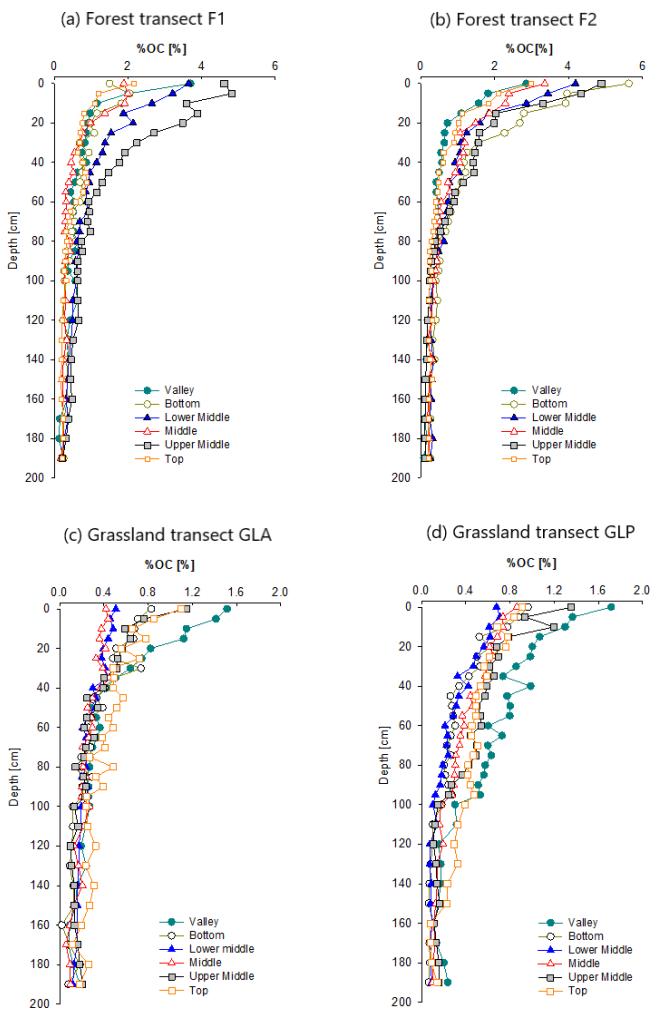 (a) Forest transect F1
%OC [%]
0 2 4 6
0
20
40
60
80
100
120
140
160
180
200
Depth [cm]
Valley
Bottom
Lower Middle
Middle
Upper Middle
Top
(b) Forest transect F2
%OC [%]
0 2 4 6
0
20
40
60
80
100
120
140
160
180
200
Depth [cm]
Valley
Bottom
Lower Middle
Middle
Upper Middle
Top
(c) Grassland transect GLA
%OC [%]
0.0 0.4 0.8 1.2 1.6 2.0
0
20
40
60
80
100
120
140
160
180
200
Depth [cm]
Valley
Bottom
Lower middle
Middle
Upper Middle
Top
(d) Grassland transect GLP
%OC [%]
0.0 0.4 0.8 1.2 1.6 2.0
0
20
40
60
80
100
120
140
160
180
200
Depth [cm]
Valley
Bottom
Lower Middle
Middle
Upper Middle
Top